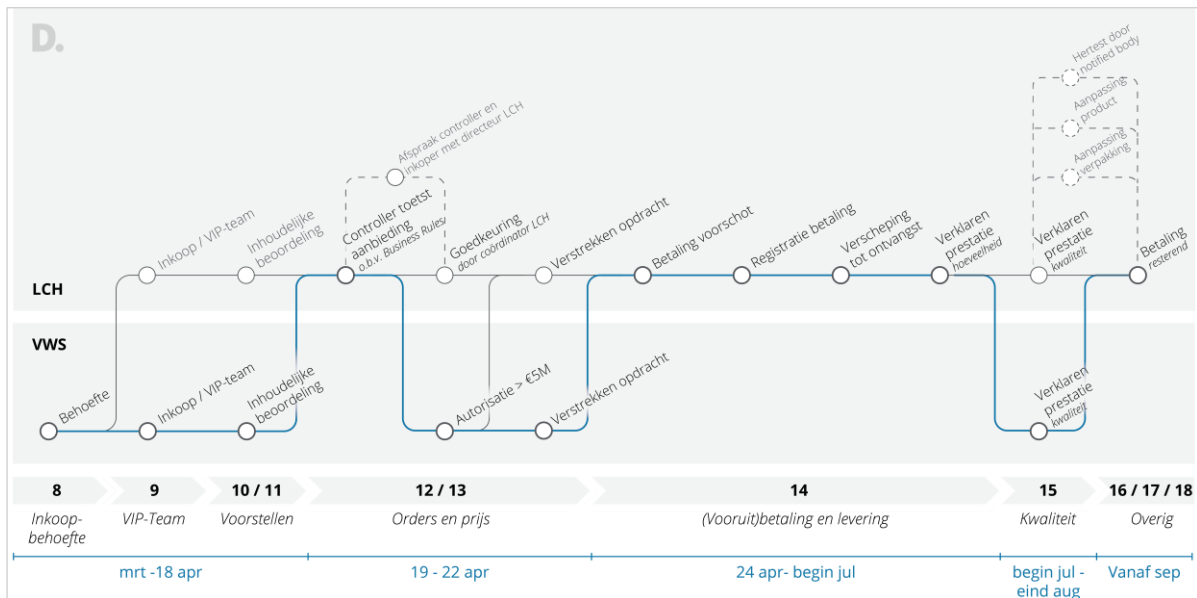 D.
Hertest door
notified body
Aanpassing
product
Aanpassing
verpakking
Afspraak controller en
inkoper met directeur LCH
Inkoop / VIP-team
Inhoudelijke
beoordeling
Controller toetst
aanbieding
o.b.v. Business Rules
Goedkeuring
door coördinator LCH
Verstrekken opdracht
Betaling voorschot
Registratie betaling
Verscheping
tot ontvangst
Verklaren
prestatie
hoeveelheid
Verklaren
prestatie
kwaliteit
Betaling
resterend
LCH
VWS
Behoefte
Inkoop / VIP-team
Inhoudelijke
beoordeling
Autorisatie > €5M
Verstrekken opdracht
Verklaren
prestatie
kwaliteit
8
9
10 / 11
12 / 13
14
15
16 / 17 / 18
Inkoop-
behoefte
VIP-Team
Voorstellen
Orders en prijs
(Vooruit)betaling en levering
Kwaliteit
Overig
mrt -18 apr
19 - 22 apr
24 apr- begin jul
begin jul -
eind aug
Vanaf sep